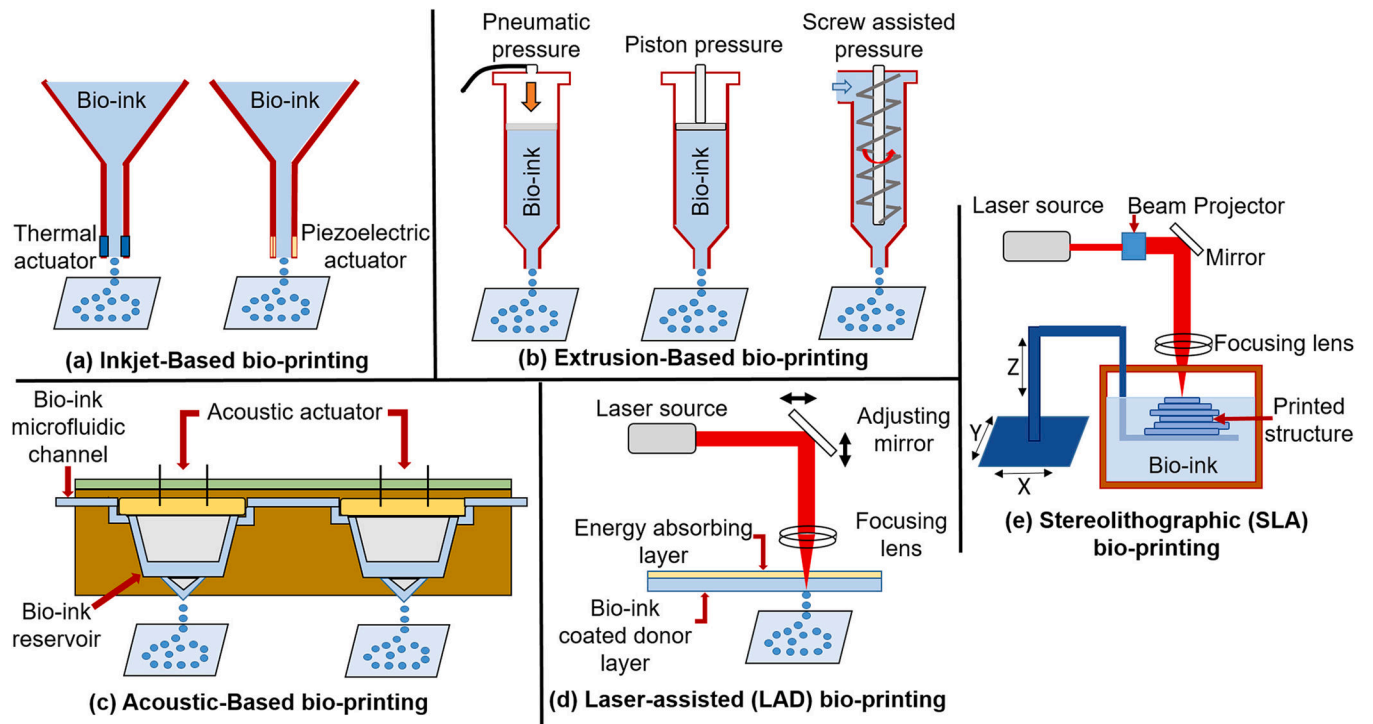 Bio-ink
Bio-ink
Thermal
actuator
Piezoelectric
actuator
(a) Inkjet-Based bio-printing
Pneumatic
pressure
Piston pressure
Screw assisted
pressure
Bio-ink
Bio-ink
(b) Extrusion-Based bio-printing
Bio-ink
microfluidic
channel
Acoustic actuator
Bio-ink
reservoir
(c) Acoustic-Based bio-printing
Laser source
Adjusting
mirror
Energy absorbing
layer
Focusing
lens
Bio-ink
coated donor
layer
(d) Laser-assisted (LAD) bio-printing
Laser source
Beam Projector
Mirror
Focusing lens
Z
Y
X
Printed
structure
Bio-ink
(e) Stereolithographic (SLA)
bio-printing